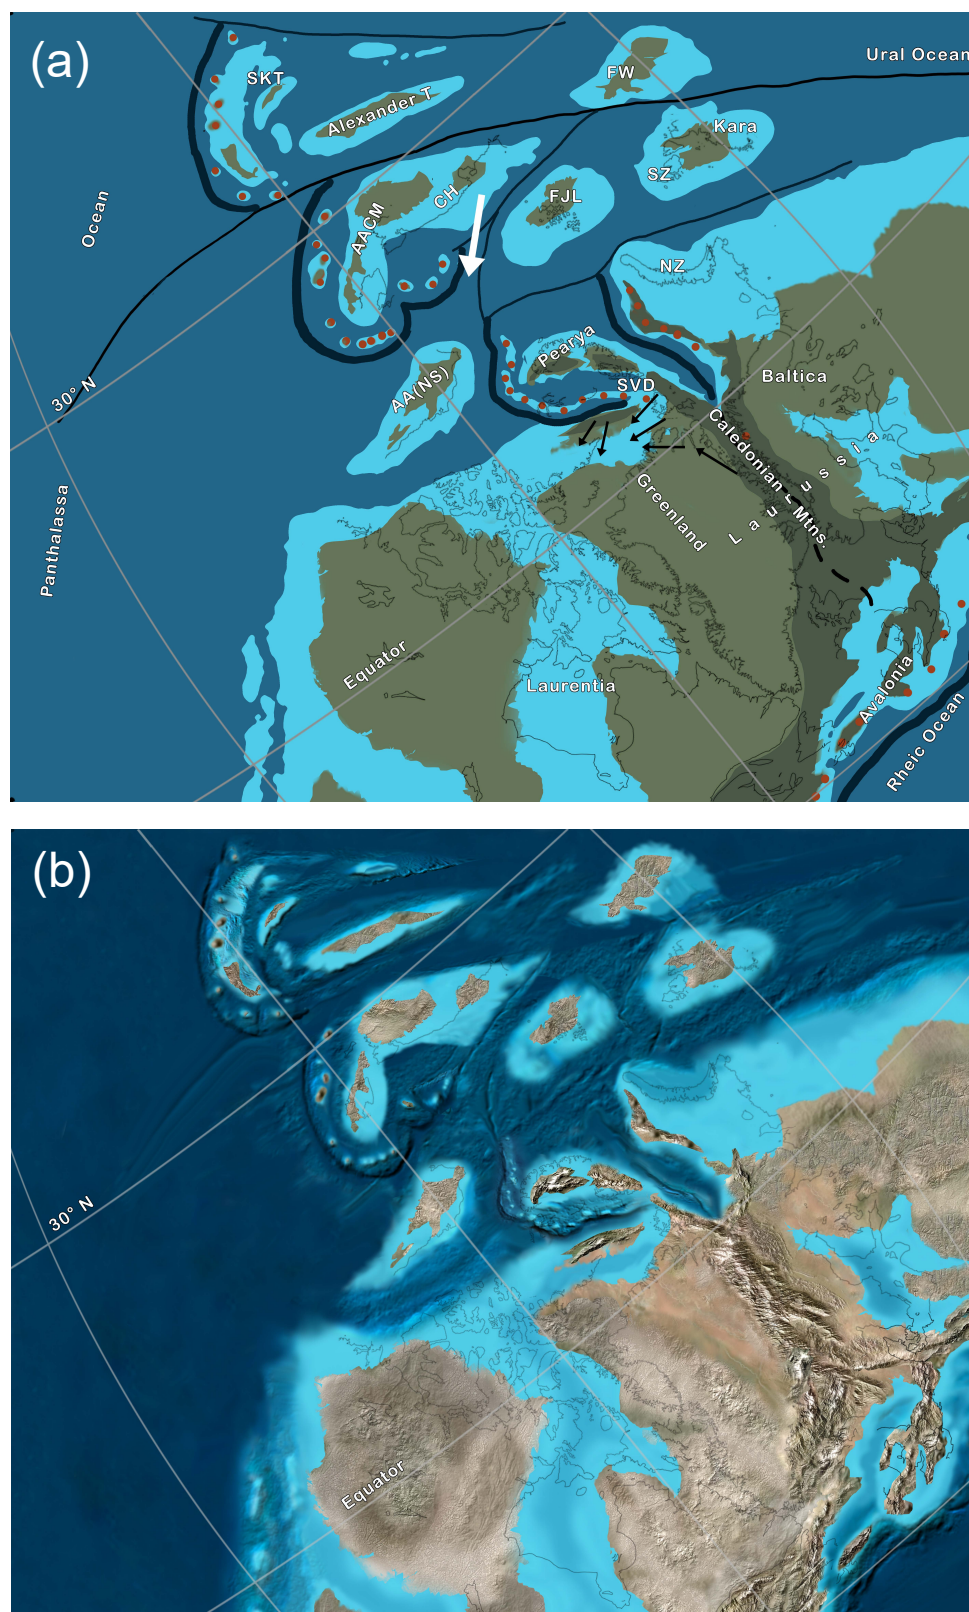 (a)
Ural Ocean
SKT
FW
Alexander T
Kara
SZ
CH
FJL
Ocean
AACM
NZ
Pearya
30° N
AA(NS)
SVD
Baltica
Caledonian Mtns.
Laurussia
Greenland
Panthalassa
Equator
Laurentia
Avalonia
Rheic Ocean
(b)
30° N
Equator